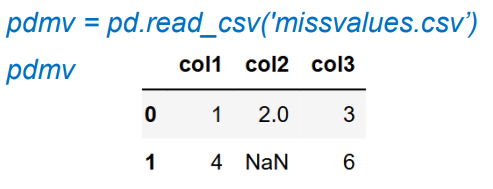 pdmv = pd.read_csv('missvalues.csv’)
pdmv
col1 col2 col3
0 1 2.0 3
1 4 NaN 6